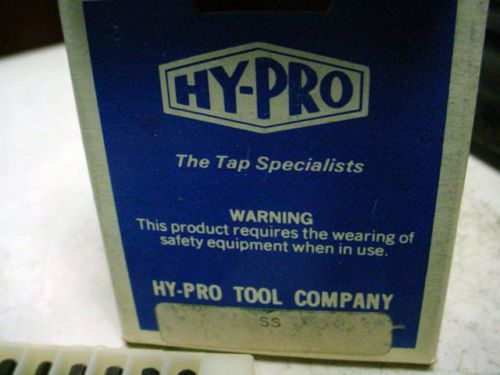 HY-PRO
The Tap Specialists
WARNING
This product requires the wearing of
safety equipment when in use.
HY-PRO TOOL COMPANY
SS